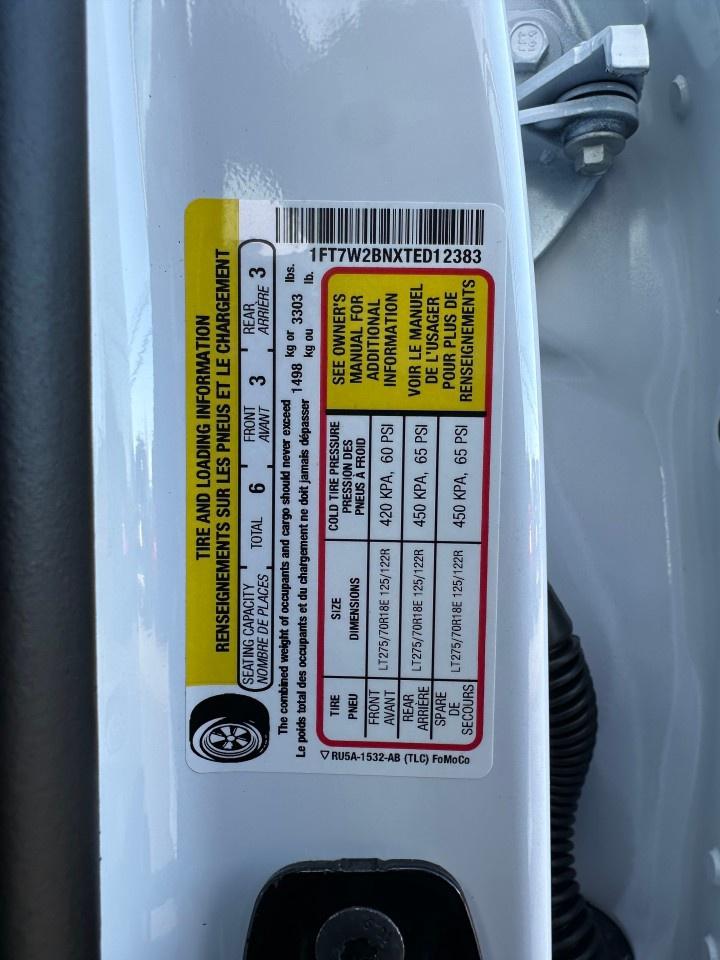 TIRE AND LOADING INFORMATION
RENSEIGNEMENTS SUR LES PNEUS ET LE CHARGEMENT
SEATING CAPACITY TOTAL 6 FRONT 3 REAR 3
NOMBRE DE PLACES AVANT ARRIÈRE
The combined weight of occupants and cargo should never exceed 1498 kg or 3303 lbs.
Le poids total des occupants et du chargement ne doit jamais dépasser kg ou lb.
1FT7W2BNXTED12383
TIRE
PNEU
SIZE
DIMENSIONS
COLD TIRE PRESSURE
PRESSION DES
PNEUS À FROID
FRONT
AVANT
LT275/70R18E 125/122R
420 KPA, 60 PSI
REAR
ARRIÈRE
LT275/70R18E 125/122R
450 KPA, 65 PSI
SPARE
DE
SECOURS
LT275/70R18E 125/122R
450 KPA, 65 PSI
SEE OWNER'S
MANUAL FOR
ADDITIONAL
INFORMATION
VOIR LE MANUEL
DE L'USAGER
POUR PLUS DE
RENSEIGNEMENTS
RU5A-1532-AB (TLC) FoMoCo